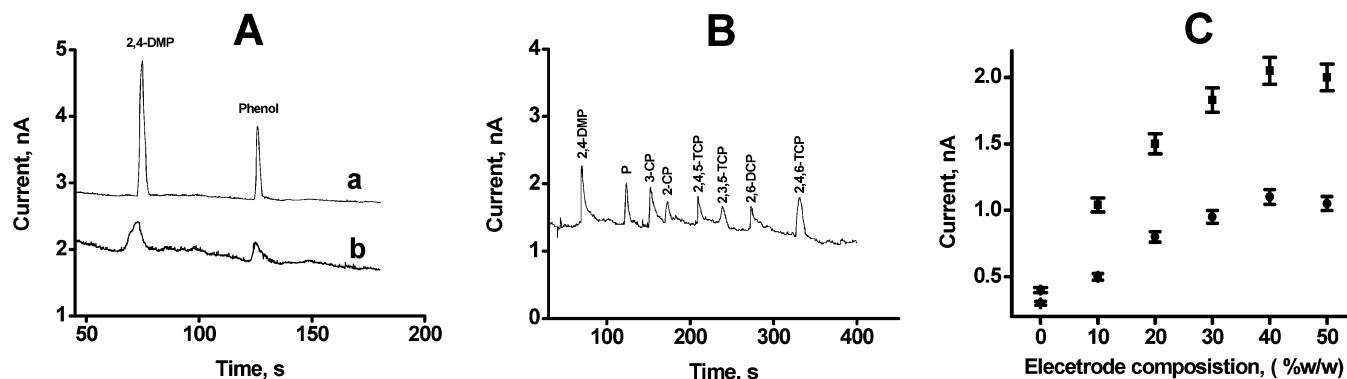 A
2,4-DMP
Phenol
a
b
5
4
3
2
1
50
100
150
200
Current, nA
Time, s
B
2,4-DMP
P
3-CP
2-CP
2,4,5-TCP
2,3,5-TCP
2,6-DCP
2,4,6-TCP
4
3
2
1
0
100
200
300
400
Current, nA
Time, s
C
2.0
1.5
1.0
0.5
0
10
20
30
40
50
Current, nA
Elecetrode composistion, ( %w/w)